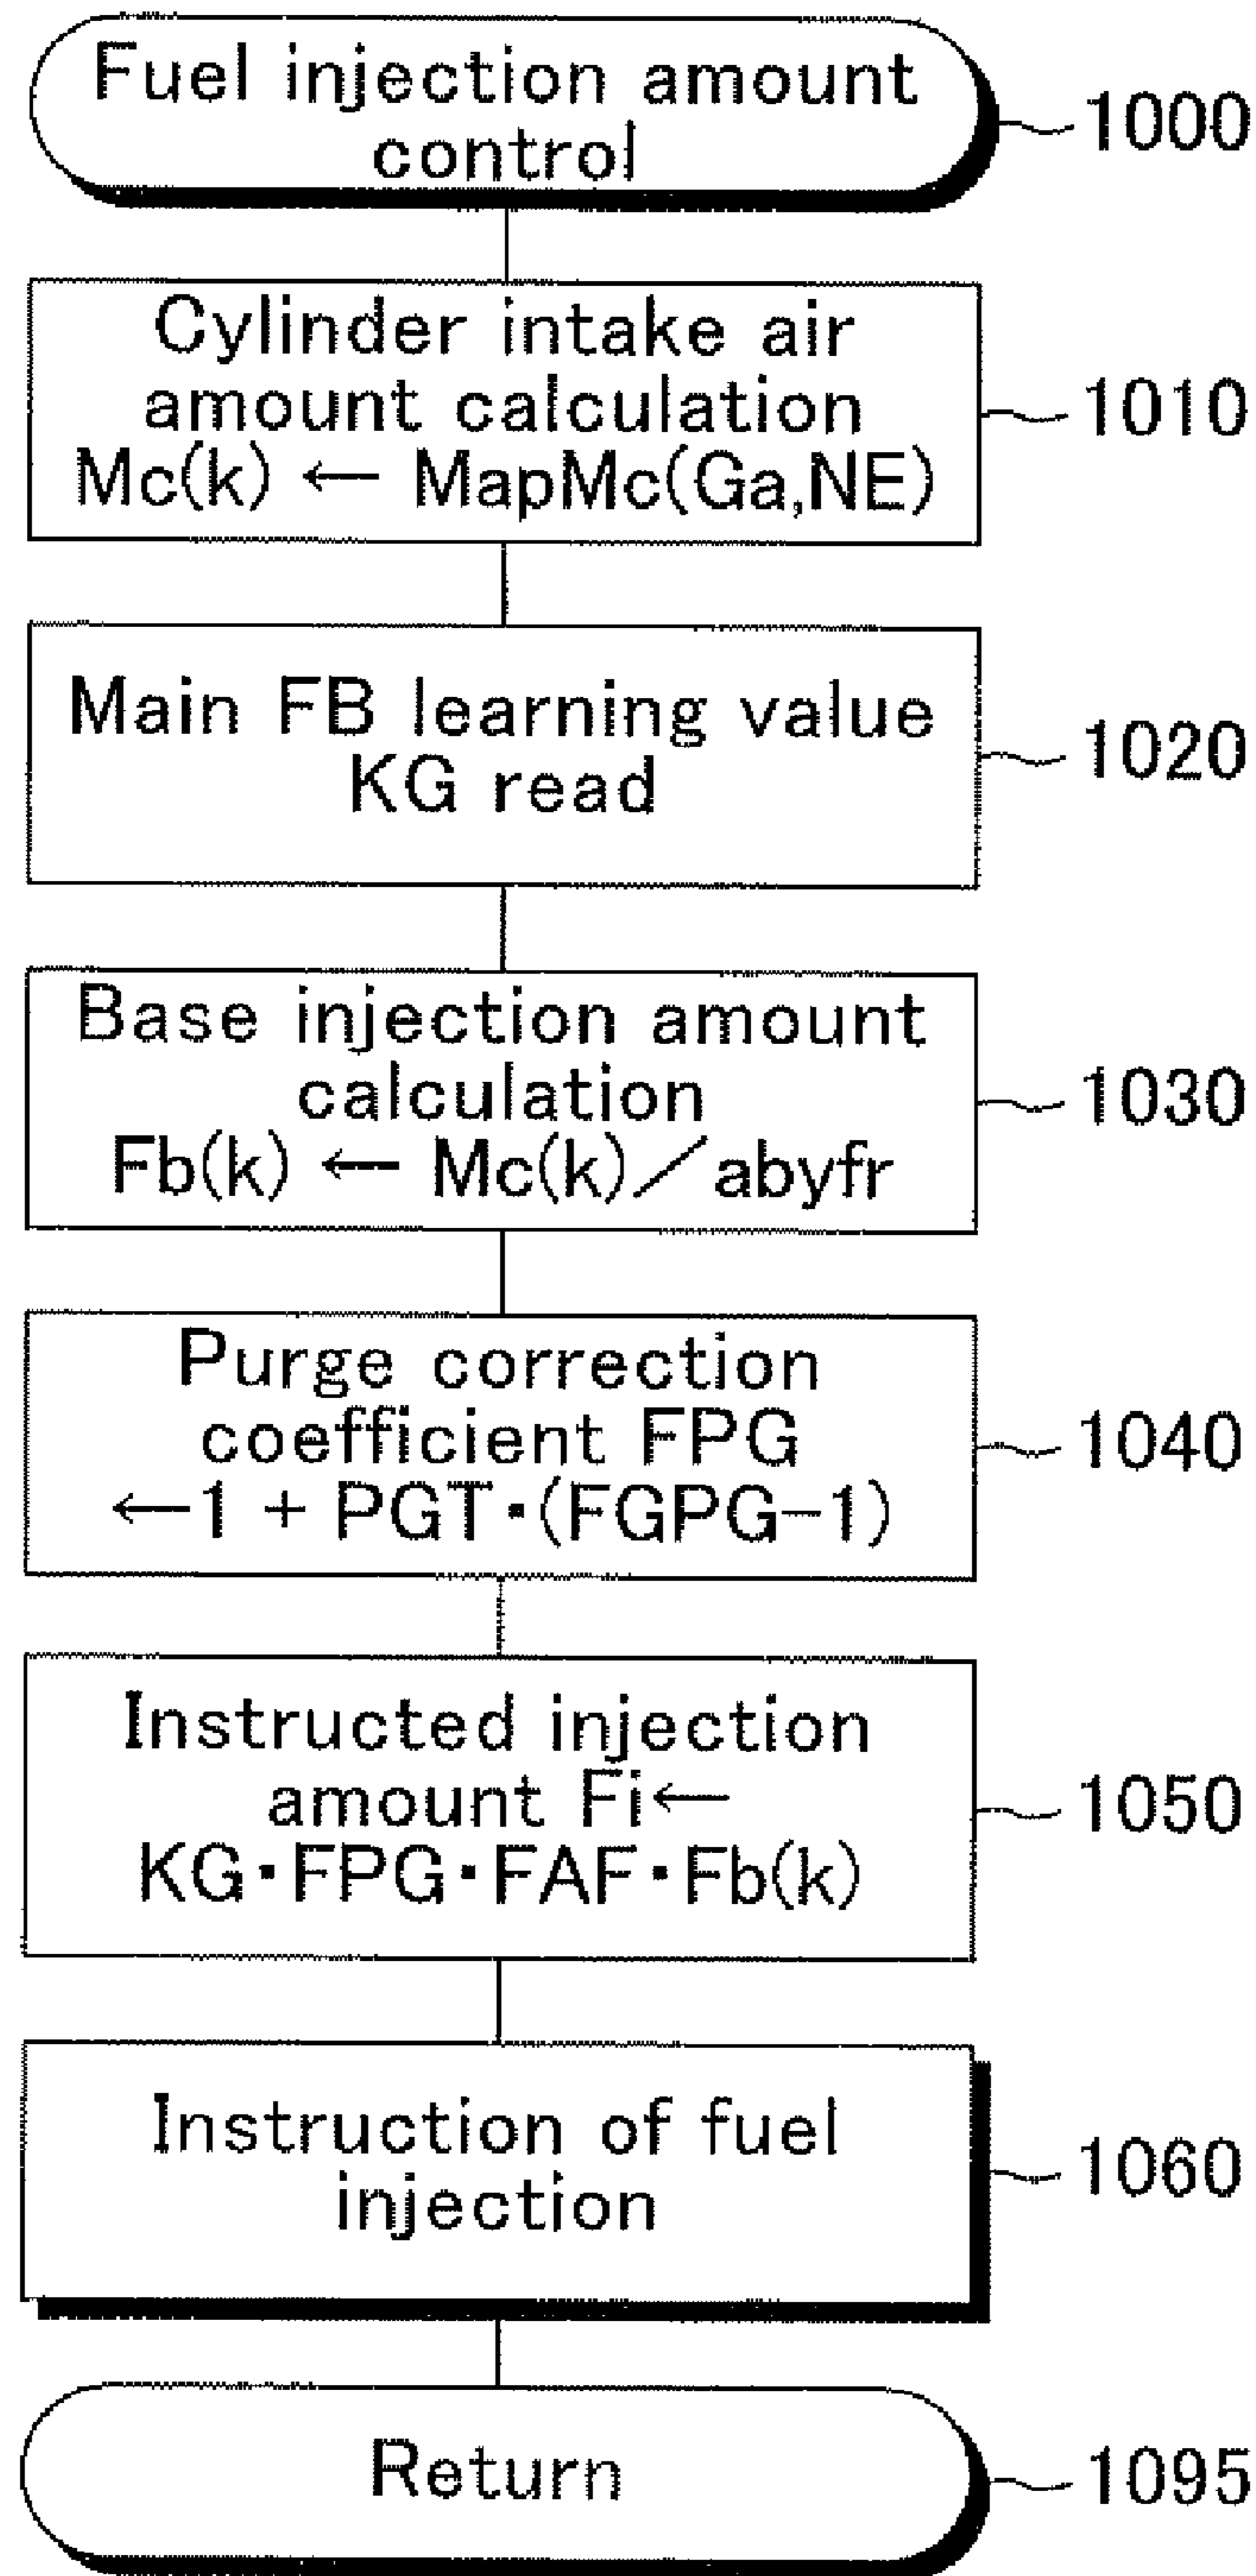 Fuel injection amount
control
1000
Cylinder intake air
amount calculation
Mc(k) ← MapMc(Ga,NE)
1010
Main FB learning value
KG read
1020
Base injection amount
calculation
Fb(k) ← Mc(k)／abyfr
1030
Purge correction
coefficient FPG
←1 + PGT·(FGPG-1)
1040
Instructed injection
amount Fi←
KG·FPG·FAF·Fb(k)
1050
Instruction of fuel
injection
1060
Return
1095